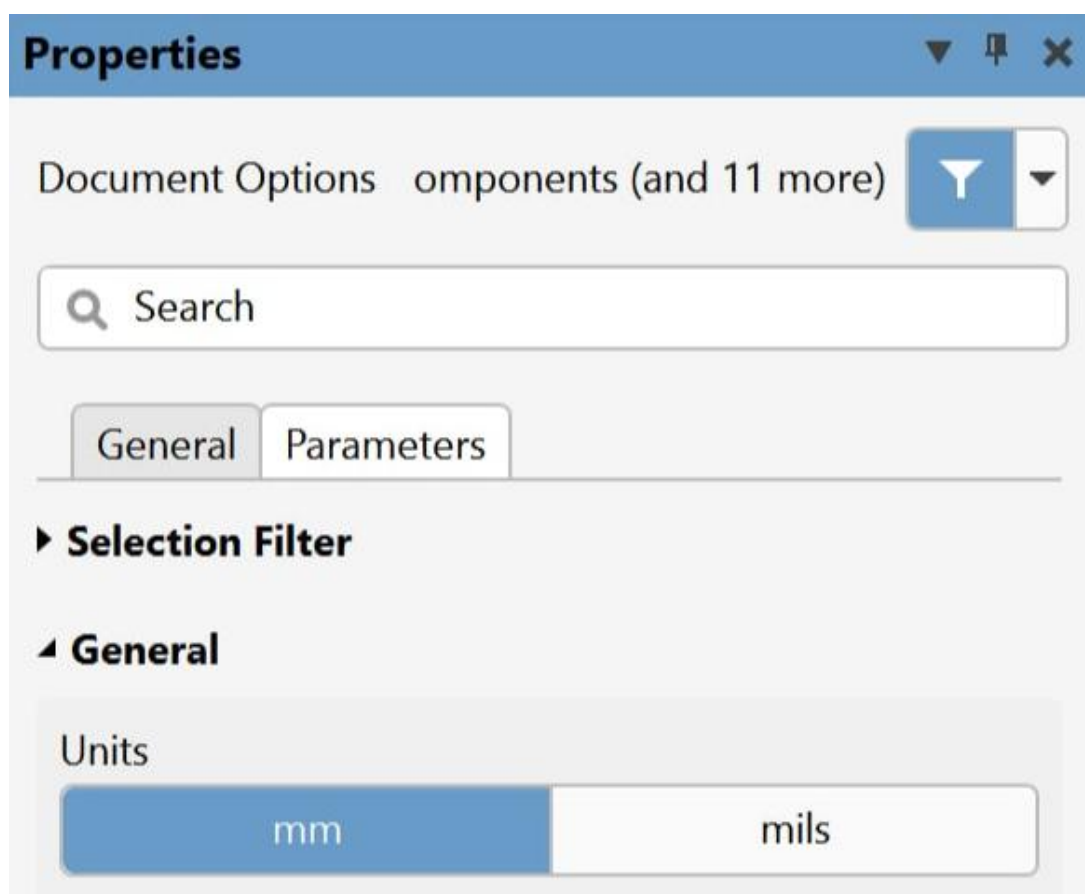 Properties
Document Options omponents (and 11 more)
Search
General Parameters
Selection Filter
General
Units
mm mils